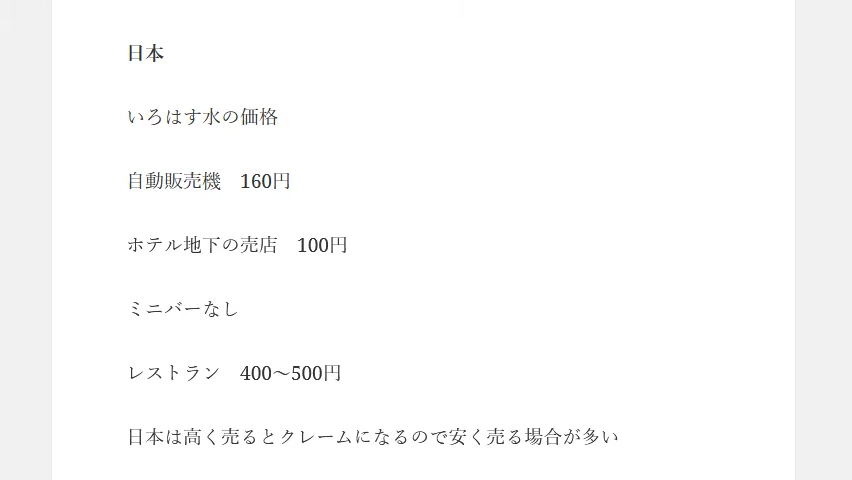 日本
いろはす水の価格
自動販売機　160円
ホテル地下の売店　100円
ミニバーなし
レストラン　400〜500円
日本は高く売るとクレームになるので安く売る場合が多い